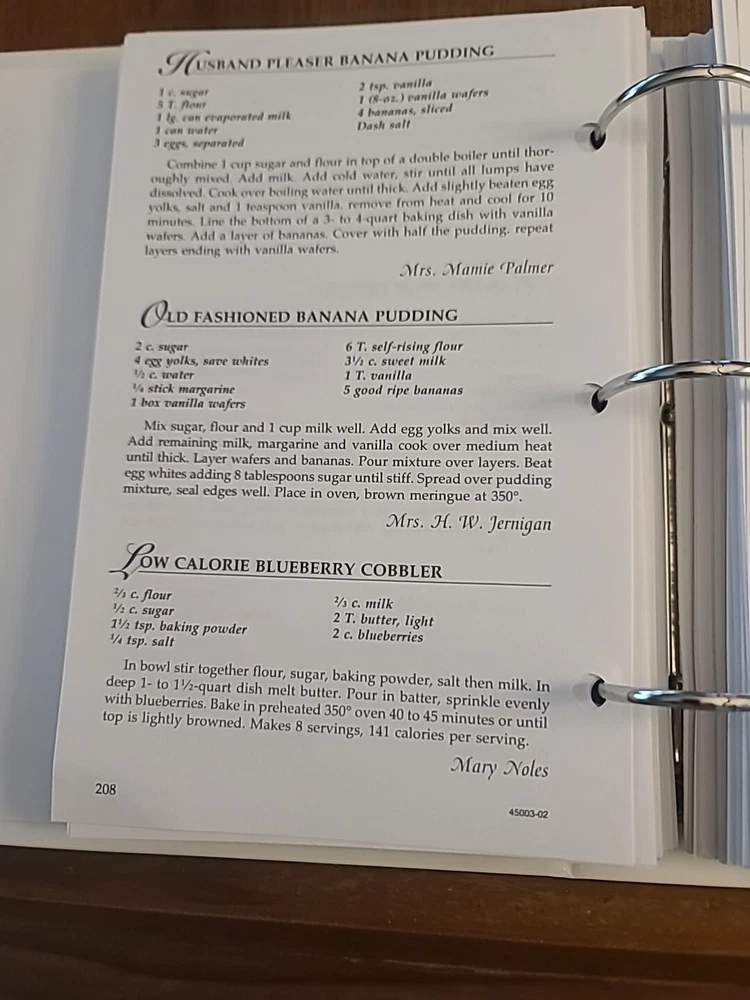 HUSBAND PLEASER BANANA PUDDING
1 c. sugar
5 T. flour
1 lg. can evaporated milk
1 can water
3 eggs, separated
2 tsp. vanilla
1 (8-oz.) vanilla wafers
4 bananas, sliced
Dash salt
Combine 1 cup sugar and flour in top of a double boiler until thor-
oughly mixed. Add milk. Add cold water, stir until all lumps have
dissolved. Cook over boiling water until thick. Add slightly beaten egg
yolks, salt and 1 teaspoon vanilla. remove from heat and cool for 10
minutes. Line the bottom of a 3- to 4-quart baking dish with vanilla
wafers. Add a layer of bananas. Cover with half the pudding. repeat
layers ending with vanilla wafers.
Mrs. Mamie Palmer
OLD FASHIONED BANANA PUDDING
2 c. sugar
4 egg yolks, save whites
½ c. water
¼ stick margarine
1 box vanilla wafers
6 T. self-rising flour
3½ c. sweet milk
1 T. vanilla
5 good ripe bananas
Mix sugar, flour and 1 cup milk well. Add egg yolks and mix well.
Add remaining milk, margarine and vanilla cook over medium heat
until thick. Layer wafers and bananas. Pour mixture over layers. Beat
egg whites adding 8 tablespoons sugar until stiff. Spread over pudding
mixture, seal edges well. Place in oven, brown meringue at 350°.
Mrs. H. W. Jernigan
LOW CALORIE BLUEBERRY COBBLER
⅔ c. flour
½ c. sugar
1½ tsp. baking powder
¼ tsp. salt
⅔ c. milk
2 T. butter, light
2 c. blueberries
In bowl stir together flour, sugar, baking powder, salt then milk. In
deep 1- to 1½-quart dish melt butter. Pour in batter, sprinkle evenly
with blueberries. Bake in preheated 350° oven 40 to 45 minutes or until
top is lightly browned. Makes 8 servings, 141 calories per serving.
Mary Noles
208
45003-02